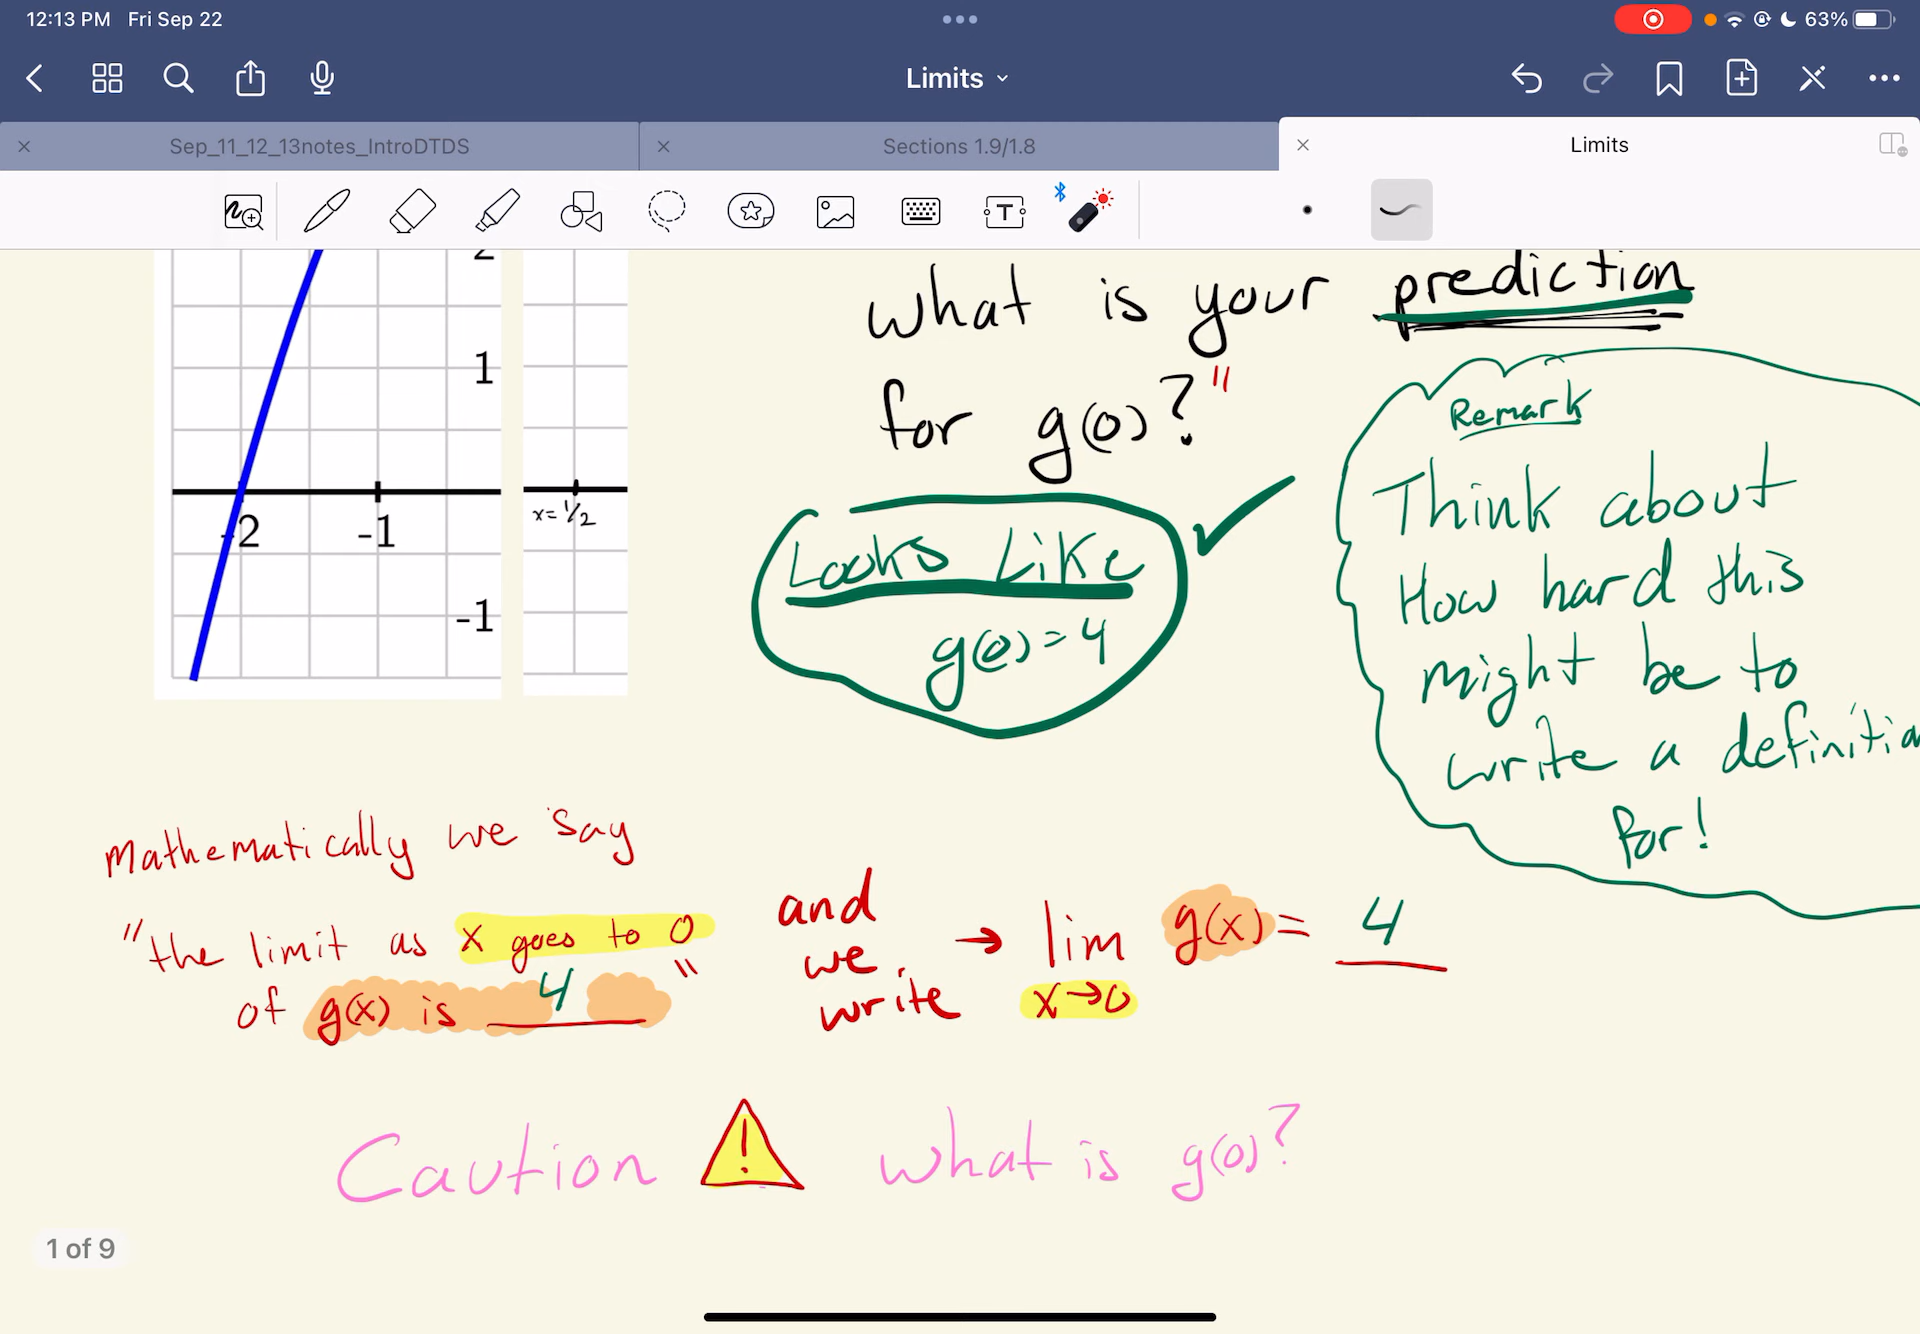 12:13 PM Fri Sep 22
63%
Limits
Sep_11_12_13notes_IntroDTDS
Sections 1.9/1.8
Limits
T
2
1
-2
-1
-1
x= 1/2
what is your prediction
for g(0)?"
Looks Like
g(0)=4
Remark
Think about
How hard this
might be to
write a
For!
Mathematically we say
"the limit as x goes to 0
of g(x) is 4"
and
we
write
→ lim g(x) = 4
x→0
Caution ! what is g(0)?
1 of 9